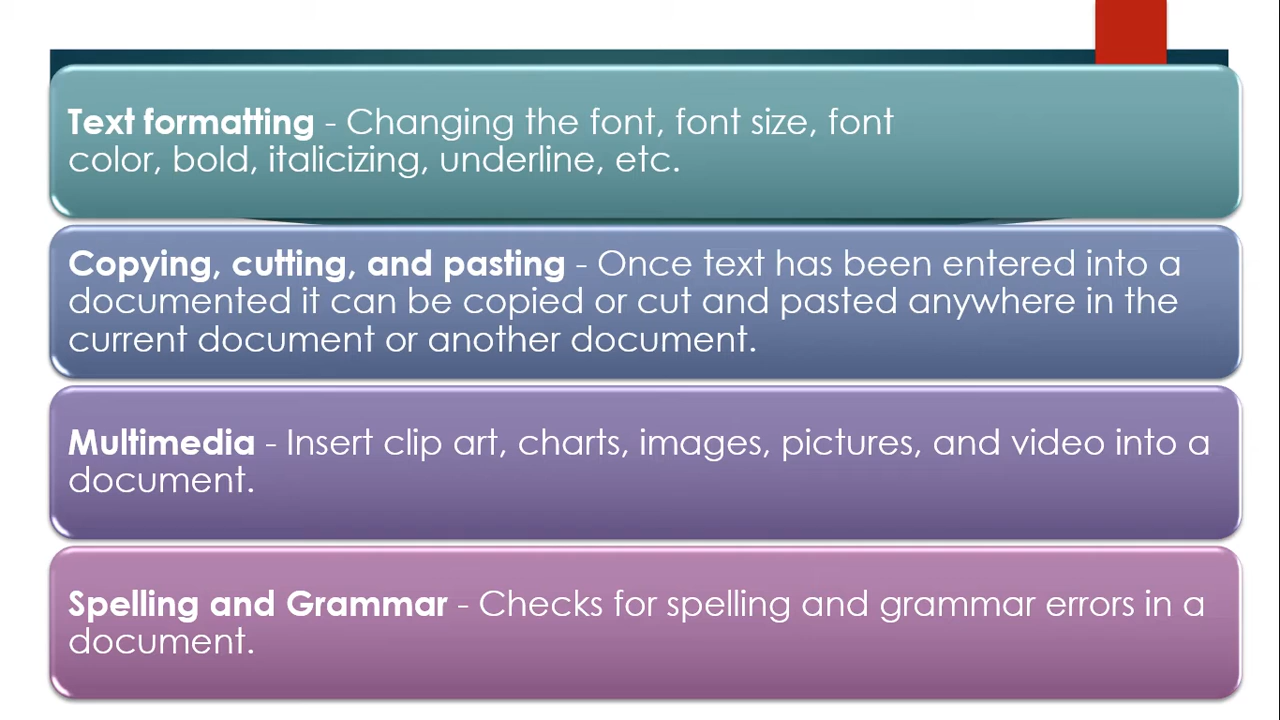 Text formatting - Changing the font, font size, font
color, bold, italicizing, underline, etc.
Copying, cutting, and pasting - Once text has been entered into a
documented it can be copied or cut and pasted anywhere in the
current document or another document.
Multimedia - Insert clip art, charts, images, pictures, and video into a
document.
Spelling and Grammar - Checks for spelling and grammar errors in a
document.